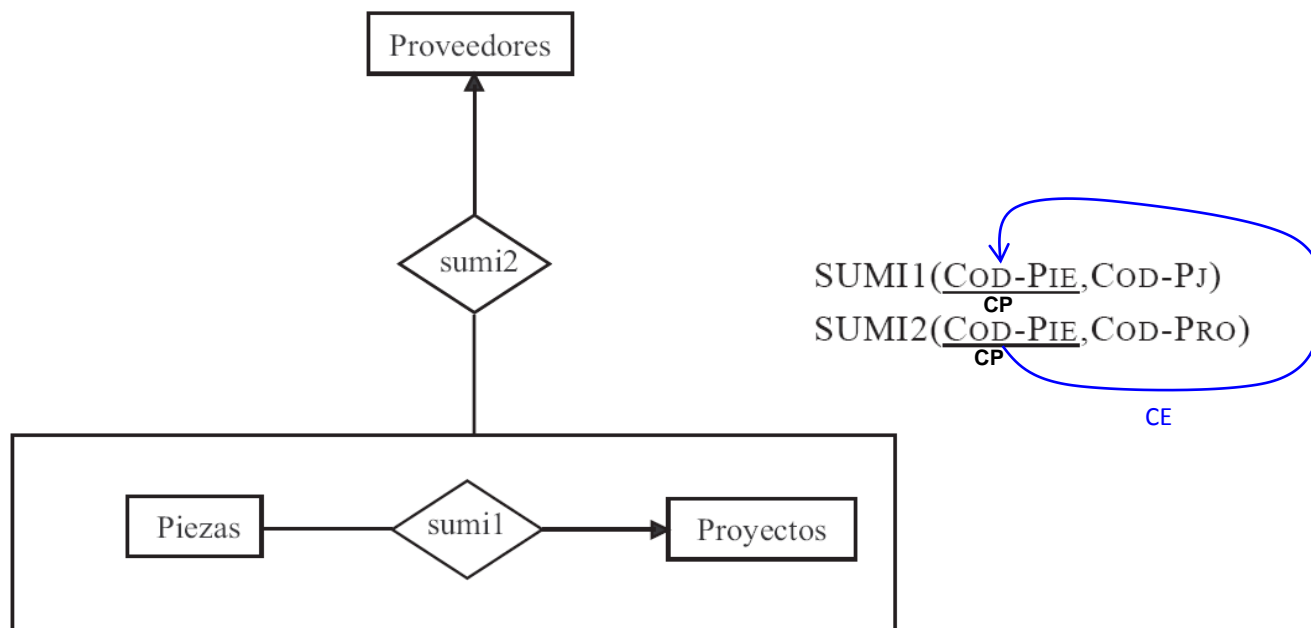 Proveedores
sumi2
SUMI1(COD-PIE,COD-PJ)
CP
SUMI2(COD-PIE,COD-PRO)
CP
CE
Piezas
sumi1
Proyectos